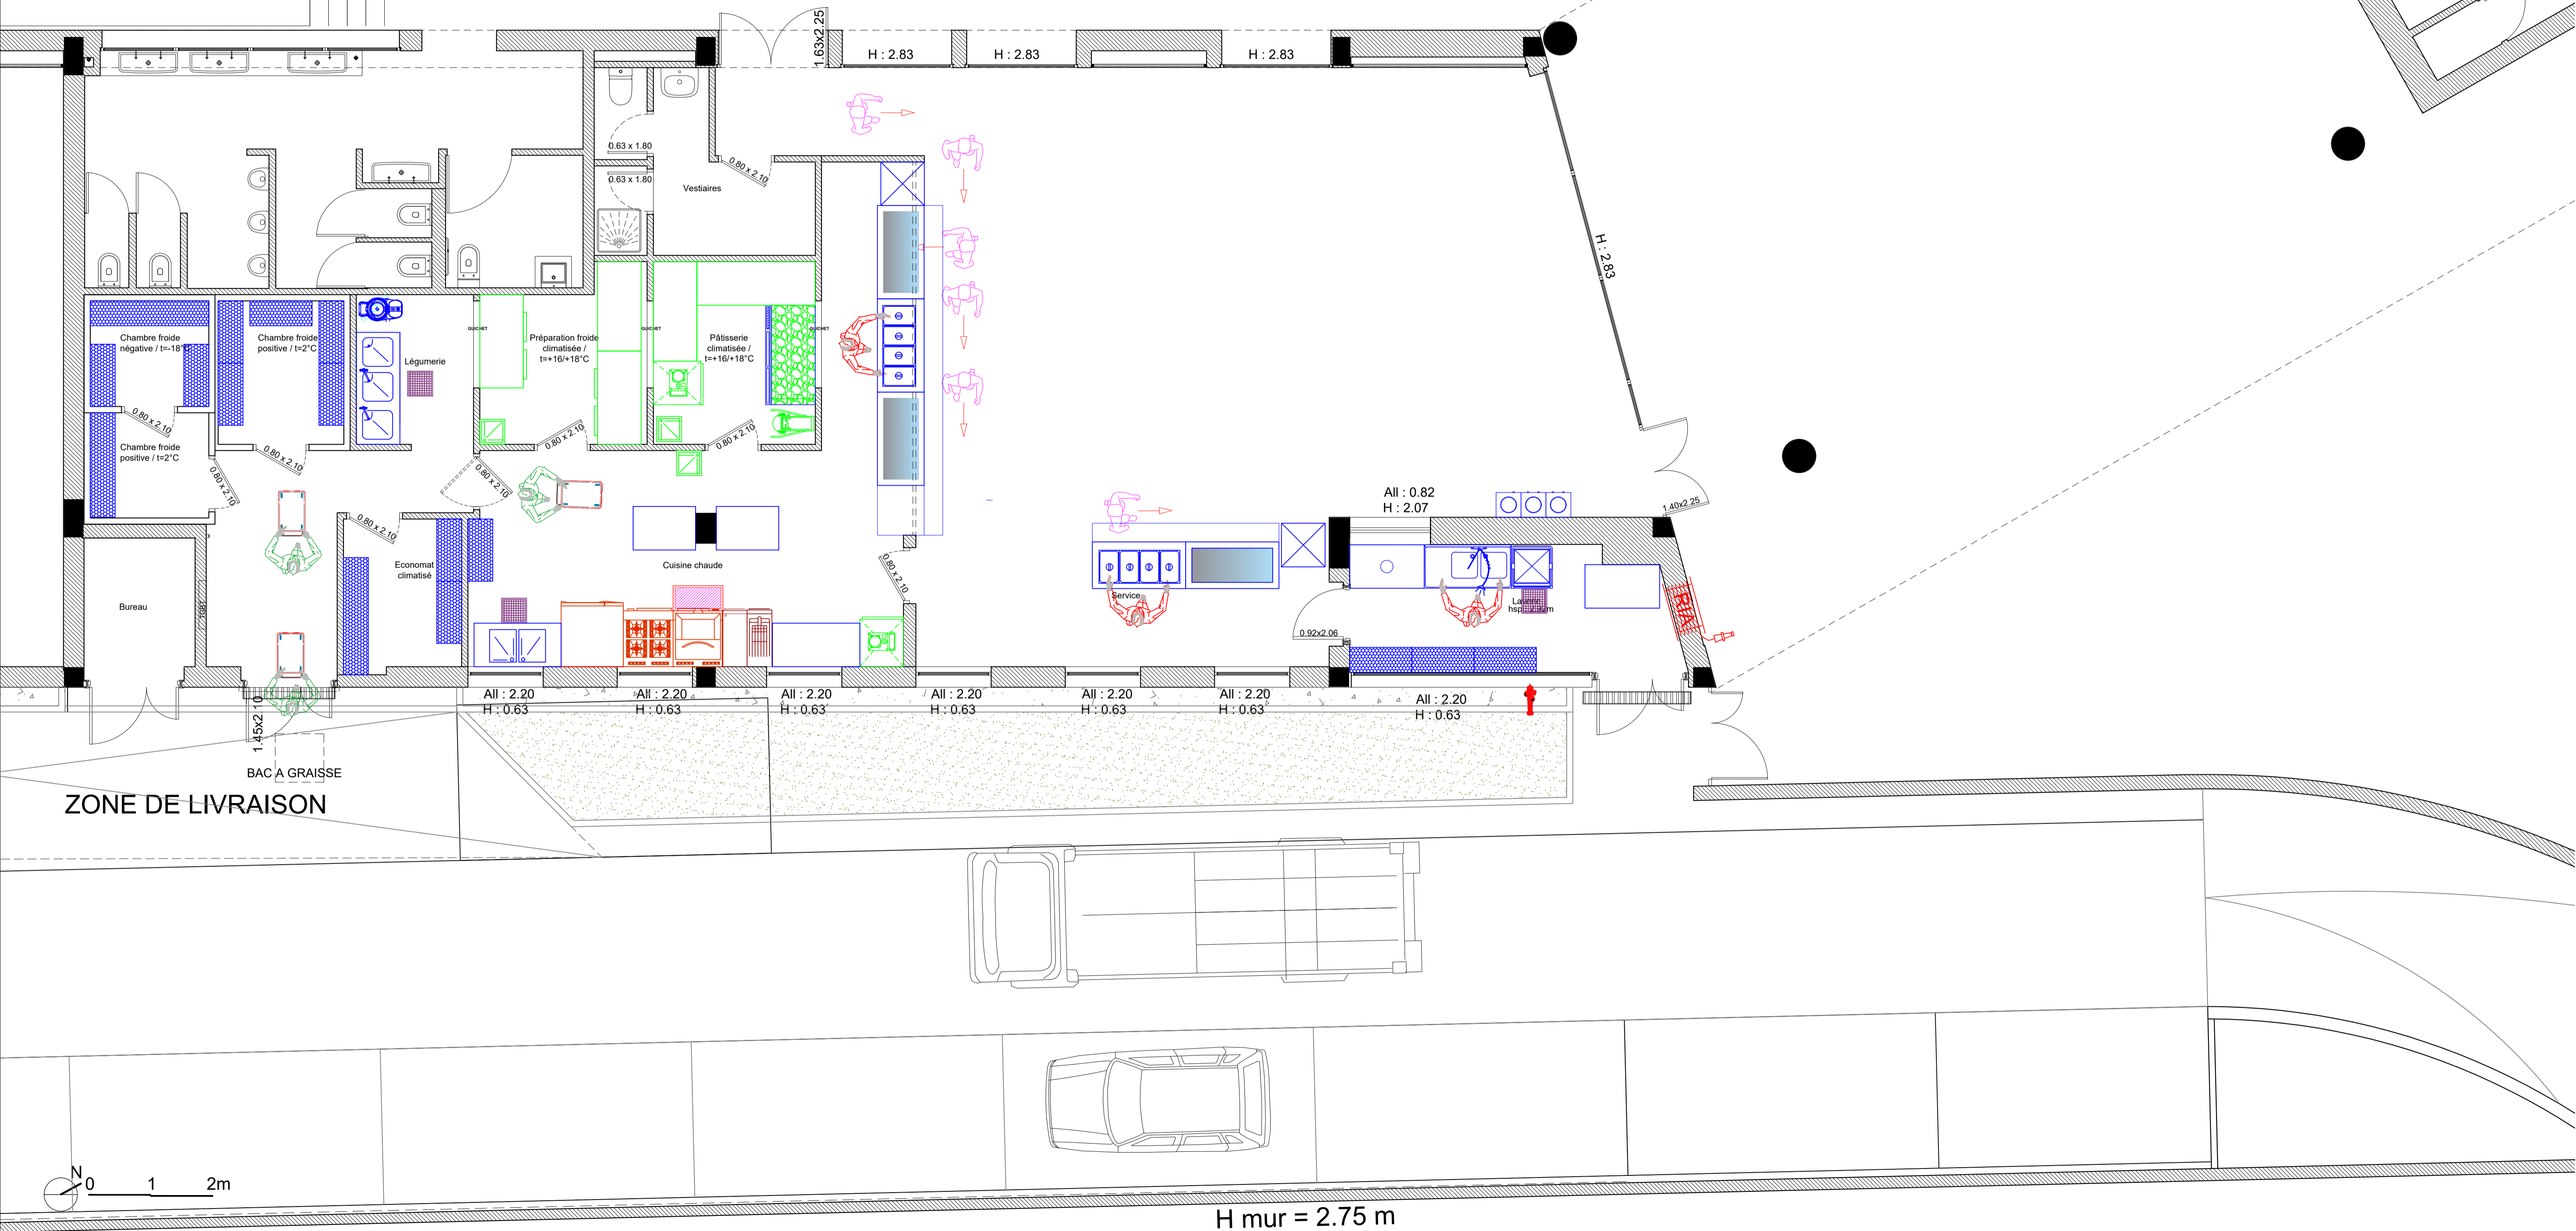 1.63x2.25
H : 2.83
H : 2.83
H : 2.83
0.63 x 1.80
0.63 x 1.80
0.80 x 2.10
Vestiaires
H : 2.83
GUICHET
GUICHET
GUICHET
Chambre froide
négative / t=-18°C
Chambre froide
positive / t=2°C
Légumerie
Préparation froide
climatisée /
t=+16/+18°C
Pâtisserie
climatisée /
t=+16/+18°C
0.80 x 2.10
Chambre froide
positive / t=2°C
0.80 x 2.10
0.80 x 2.10
0.80 x 2.10
0.80 x 2.10
0.80 x 2.10
0.80 x 2.10
All : 0.82
H : 2.07
1.40x2.25
Economat
climatisé
Cuisine chaude
0.80 x 2.10
Bureau
Service
Laverie
0.92x2.06
RIA
All : 2.20
H : 0.63
All : 2.20
H : 0.63
All : 2.20
H : 0.63
All : 2.20
H : 0.63
All : 2.20
H : 0.63
All : 2.20
H : 0.63
All : 2.20
H : 0.63
1.45x2.10
BAC A GRAISSE
ZONE DE LIVRAISON
N
0 1 2m
H mur = 2.75 m